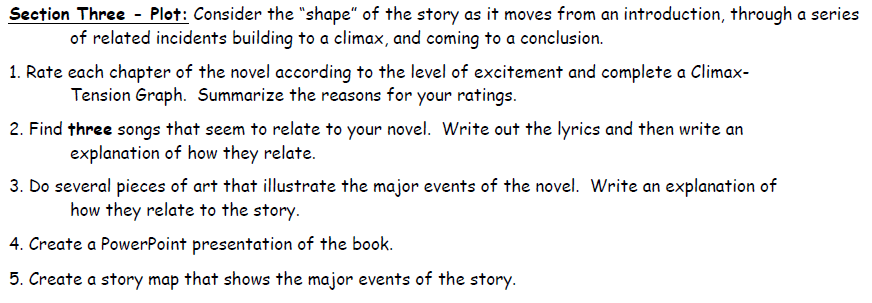 Section Three - Plot: Consider the “shape” of the story as it moves from an introduction, through a series
of related incidents building to a climax, and coming to a conclusion.
1. Rate each chapter of the novel according to the level of excitement and complete a Climax-
Tension Graph.  Summarize the reasons for your ratings.
2. Find three songs that seem to relate to your novel.  Write out the lyrics and then write an
explanation of how they relate.
3. Do several pieces of art that illustrate the major events of the novel.  Write an explanation of
how they relate to the story.
4. Create a PowerPoint presentation of the book.
5. Create a story map that shows the major events of the story.